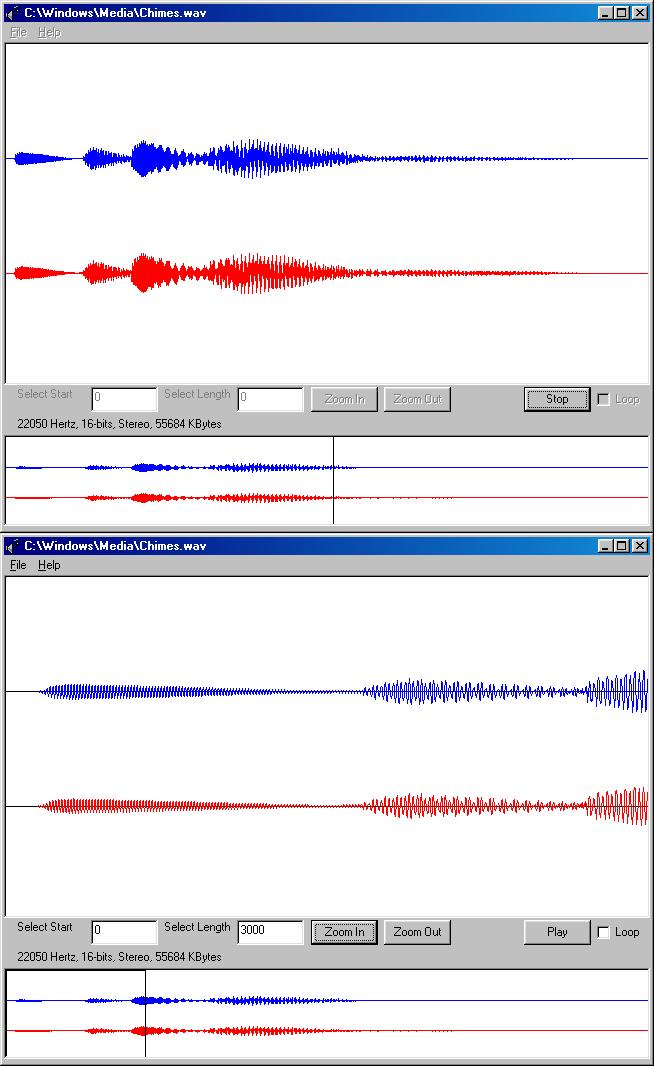 C:\Windows\Media\Chimes.wav
File Help
Select Start 0 Select Length 0 Zoom In Zoom Out Stop Loop
22050 Hertz, 16-bits, Stereo, 55684 KBytes
C:\Windows\Media\Chimes.wav
File Help
Select Start 0 Select Length 3000 Zoom In Zoom Out Play Loop
22050 Hertz, 16-bits, Stereo, 55684 KBytes